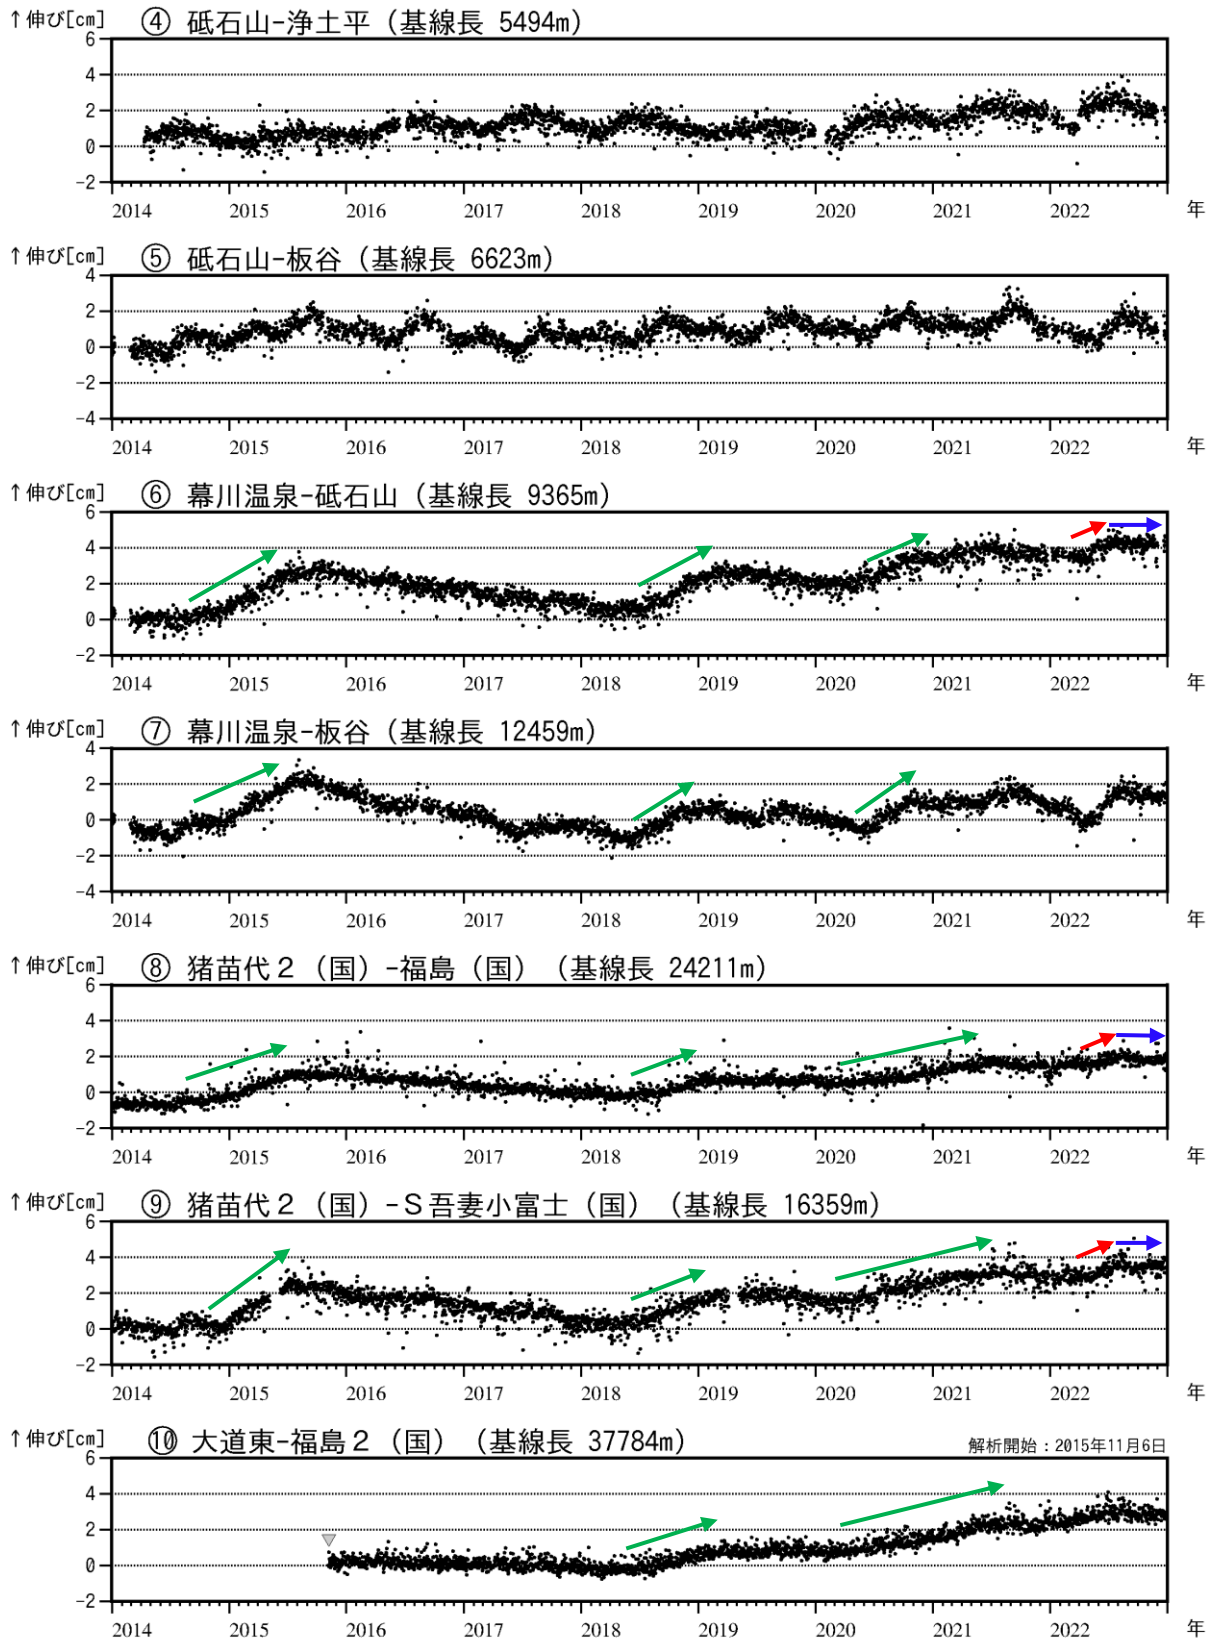 ↑伸び[cm] ④ 砥石山-浄土平（基線長 5494m）
6
4
2
0
-2
2014 2015 2016 2017 2018 2019 2020 2021 2022 年
↑伸び[cm] ⑤ 砥石山-板谷（基線長 6623m）
4
2
0
-2
-4
2014 2015 2016 2017 2018 2019 2020 2021 2022 年
↑伸び[cm] ⑥ 幕川温泉-砥石山（基線長 9365m）
6
4
2
0
-2
2014 2015 2016 2017 2018 2019 2020 2021 2022 年
↑伸び[cm] ⑦ 幕川温泉-板谷（基線長 12459m）
4
2
0
-2
-4
2014 2015 2016 2017 2018 2019 2020 2021 2022 年
↑伸び[cm] ⑧ 猪苗代２（国）-福島（国）（基線長 24211m）
6
4
2
0
-2
2014 2015 2016 2017 2018 2019 2020 2021 2022 年
↑伸び[cm] ⑨ 猪苗代２（国）-Ｓ吾妻小富士（国）（基線長 16359m）
6
4
2
0
-2
2014 2015 2016 2017 2018 2019 2020 2021 2022 年
↑伸び[cm] ⑩ 大道東-福島２（国）（基線長 37784m） 解析開始：2015年11月6日
6
4
2
0
-2
2014 2015 2016 2017 2018 2019 2020 2021 2022 年